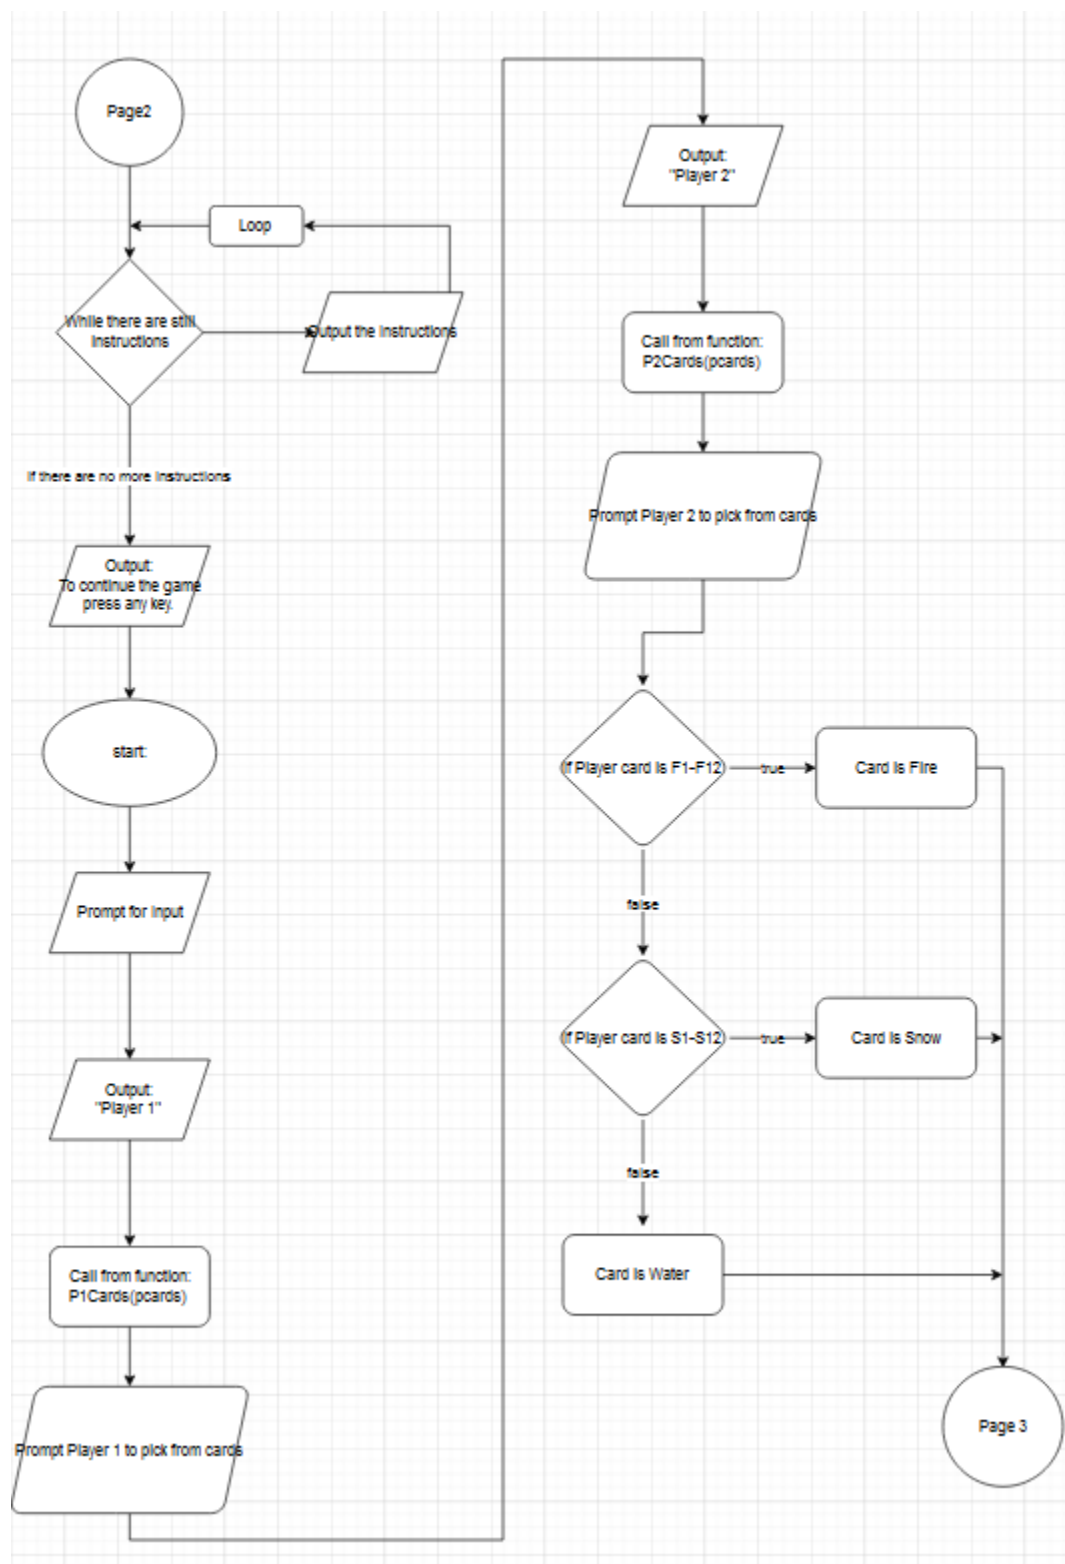 Page2
Loop
While there are still
instructions
Output the instructions
If there are no more instructions
Output:
To continue the game
press any key.
start:
Prompt for input
Output:
"Player 1"
Call from function:
P1Cards(pcards)
Prompt Player 1 to pick from cards
Output:
"Player 2"
Call from function:
P2Cards(pcards)
Prompt Player 2 to pick from cards
(If Player card is F1-F12)
true
Card is Fire
false
(If Player card is S1-S12)
true
Card is Snow
false
Card is Water
Page 3